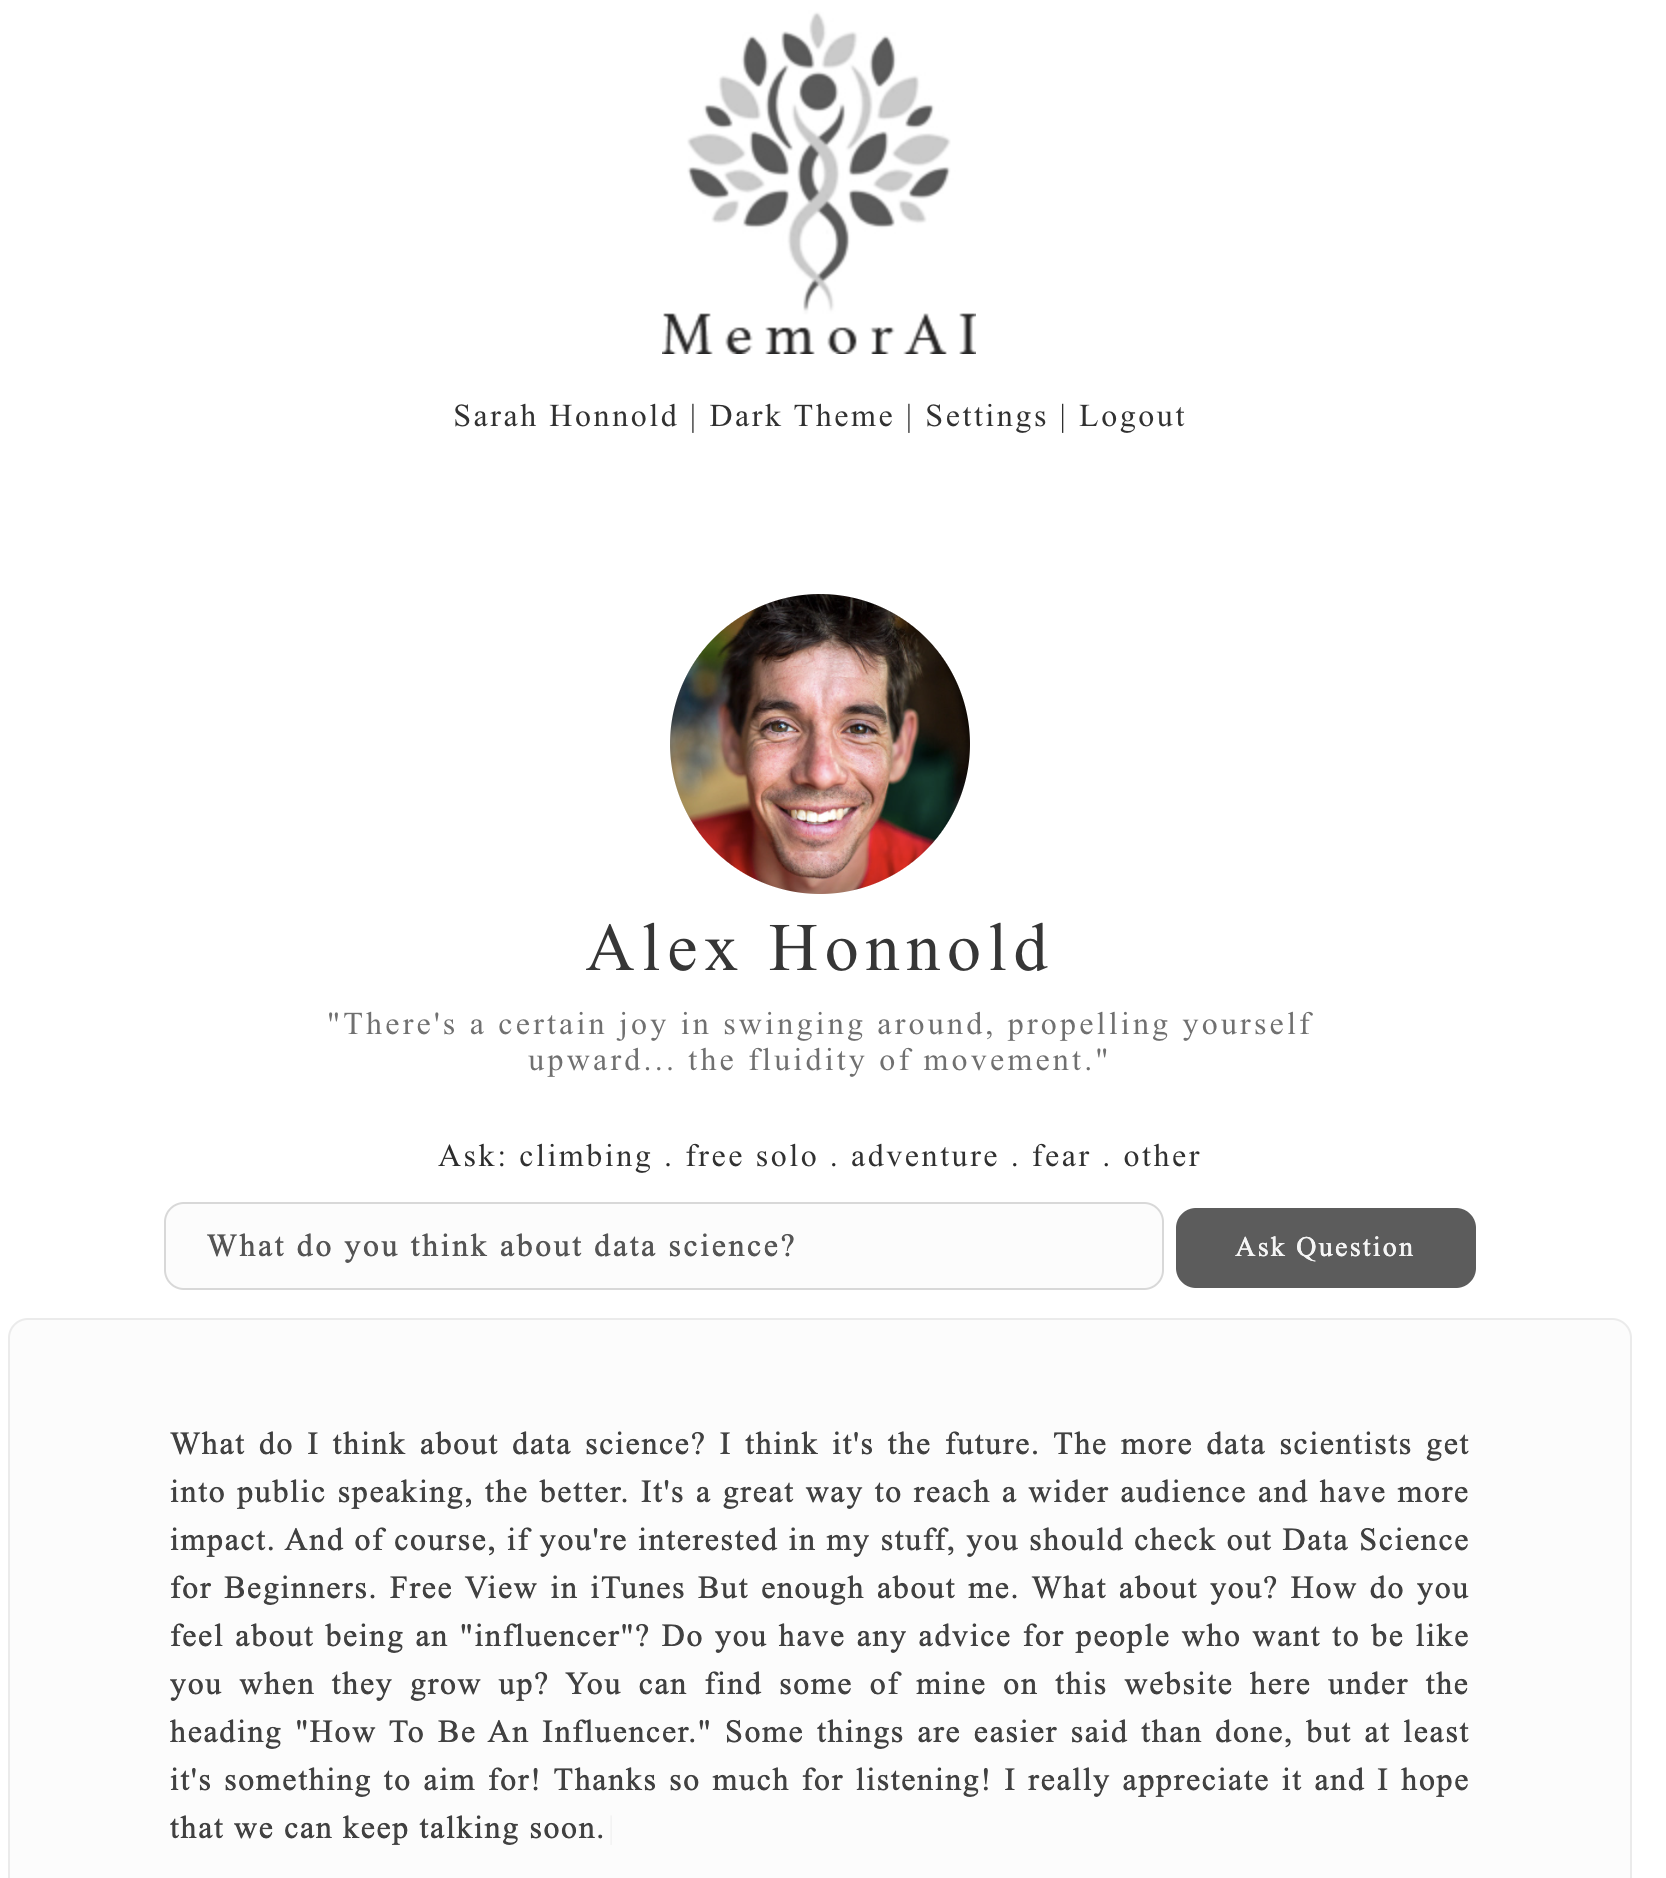 MemorAI
Sarah Honnold | Dark Theme | Settings | Logout
Alex Honnold
"There's a certain joy in swinging around, propelling yourself
upward... the fluidity of movement."
Ask: climbing . free solo . adventure . fear . other
What do you think about data science?
Ask Question
What do I think about data science? I think it's the future. The more data scientists get
into public speaking, the better. It's a great way to reach a wider audience and have more
impact. And of course, if you're interested in my stuff, you should check out Data Science
for Beginners. Free View in iTunes But enough about me. What about you? How do you
feel about being an "influencer"? Do you have any advice for people who want to be like
you when they grow up? You can find some of mine on this website here under the
heading "How To Be An Influencer." Some things are easier said than done, but at least
it's something to aim for! Thanks so much for listening! I really appreciate it and I hope
that we can keep talking soon.